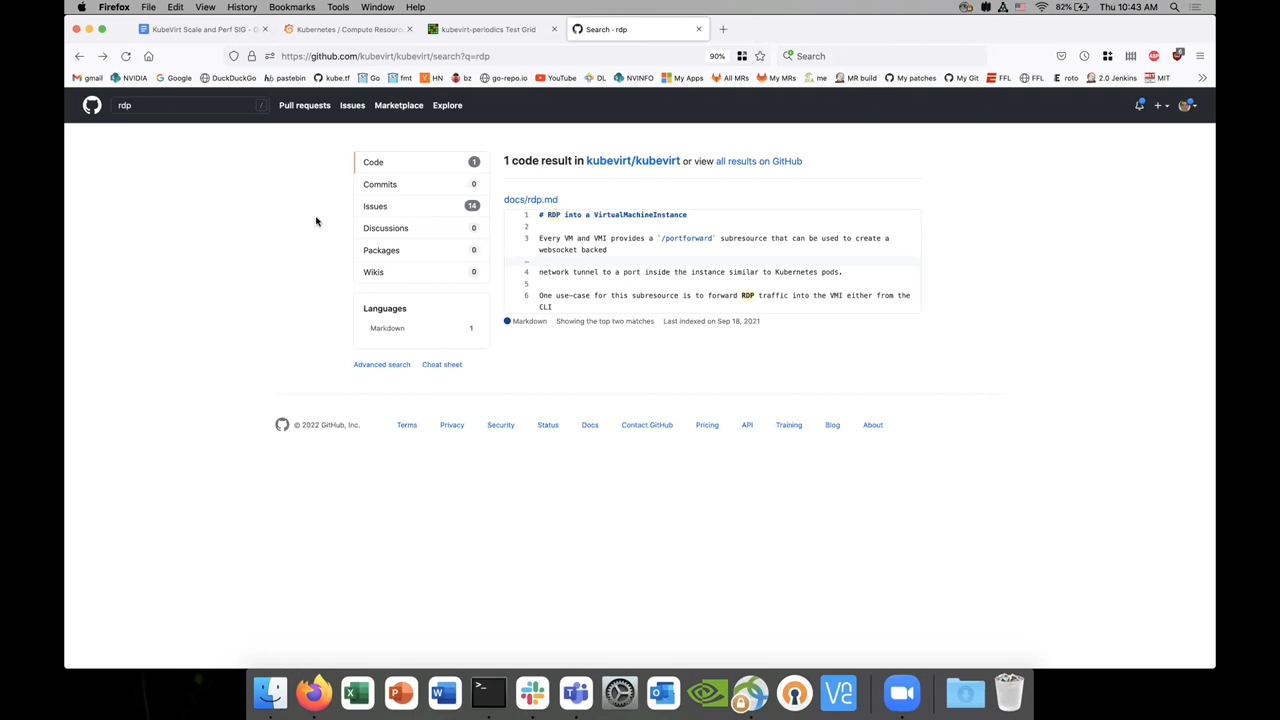 Firefox File Edit View History Bookmarks Tools Window Help 82% Thu 10:43 AM
KubeVirt Scale and Perf SIG - G Kubernetes / Compute Resourc kubevirt-periodics Test Grid Search · rdp
https://github.com/kubevirt/kubevirt/search?q=rdp 90% Search
gmail NVIDIA Google DuckDuckGo pastebin kube.tf Go fmt HN bz go-repo.io YouTube DL NVINFO My Apps All MRs My MRs me MR build My patches My Git FFL FFL roto 2.0 Jenkins MIT
rdp / Pull requests Issues Marketplace Explore
Code 1
Commits 0
Issues 14
Discussions 0
Packages 0
Wikis 0
Languages
Markdown 1
Advanced search Cheat sheet
1 code result in kubevirt/kubevirt or view all results on GitHub
docs/rdp.md
1 # RDP into a VirtualMachineInstance
2
3 Every VM and VMI provides a `/portforward` subresource that can be used to create a
websocket backed
…
4 network tunnel to a port inside the instance similar to Kubernetes pods.
5
6 One use-case for this subresource is to forward RDP traffic into the VMI either from the
CLI
Markdown Showing the top two matches Last indexed on Sep 18, 2021
© 2022 GitHub, Inc. Terms Privacy Security Status Docs Contact GitHub Pricing API Training Blog About